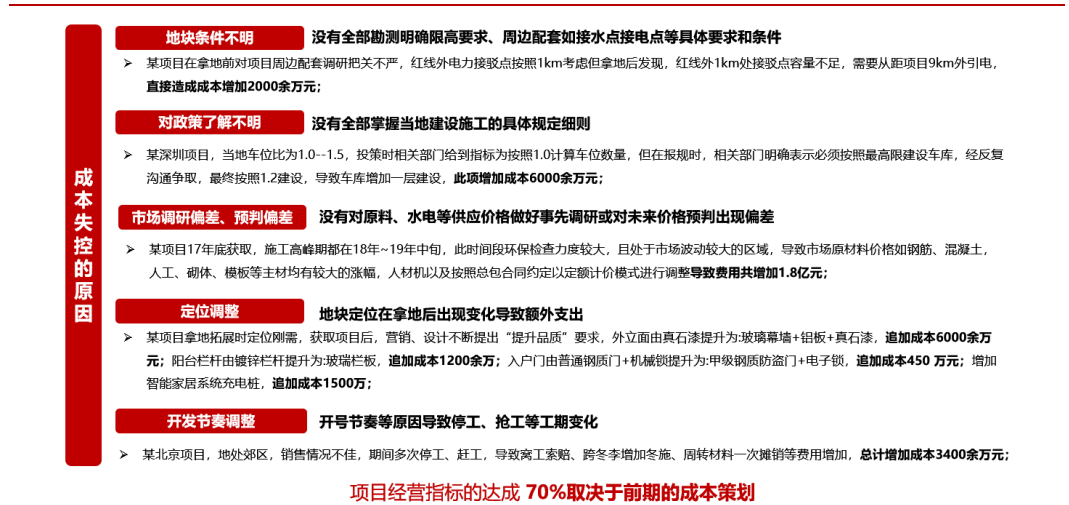 成本失控的原因
地块条件不明 没有全部勘测明确限高要求、周边配套如接水点接电点等具体要求和条件
➢ 某项目在拿地前对项目周边配套调研把关不严，红线外电力接驳点按照1km考虑但拿地后发现，红线外1km处接驳点容量不足，需要从距项目9km外引电，
直接造成成本增加2000余万元；
对政策了解不明 没有全部掌握当地建设施工的具体规定细则
➢ 某深圳项目，当地车位比为1.0--1.5，投策时相关部门给到指标为按照1.0计算车位数量，但在报规时，相关部门明确表示必须按照最高限建设车库，经反复
沟通争取，最终按照1.2建设，导致车库增加一层建设，此项增加成本6000余万元；
市场调研偏差、预判偏差 没有对原料、水电等供应价格做好事先调研或对未来价格预判出现偏差
➢ 某项目17年底获取，施工高峰期都在18年~19年中旬，此时间段环保检查力度较大，且处于市场波动较大的区域，导致市场原材料价格如钢筋、混凝土，
人工、砌体、模板等主材均有较大的涨幅，人材机以及按照总包合同约定以定额计价模式进行调整导致费用共增加1.8亿元；
定位调整 地块定位在拿地后出现变化导致额外支出
➢ 某项目拿地拓展时定位刚需，获取项目后，营销、设计不断提出“提升品质”要求，外立面由真石漆提升为:玻璃幕墙+铝板+真石漆，追加成本6000余万
元；阳台栏杆由镀锌栏杆提升为:玻瑞栏板，追加成本1200余万；入户门由普通钢质门+机械锁提升为:甲级钢质防盗门+电子锁，追加成本450 万元；增加
智能家居系统充电桩，追加成本1500万；
开发节奏调整 开号节奏等原因导致停工、抢工等工期变化
➢ 某北京项目，地处郊区，销售情况不佳，期间多次停工、赶工，导致窝工索赔、跨冬李增加冬施、周转材料一次摊销等费用增加，总计增加成本3400余万元；
项目经营指标的达成 70%取决于前期的成本策划